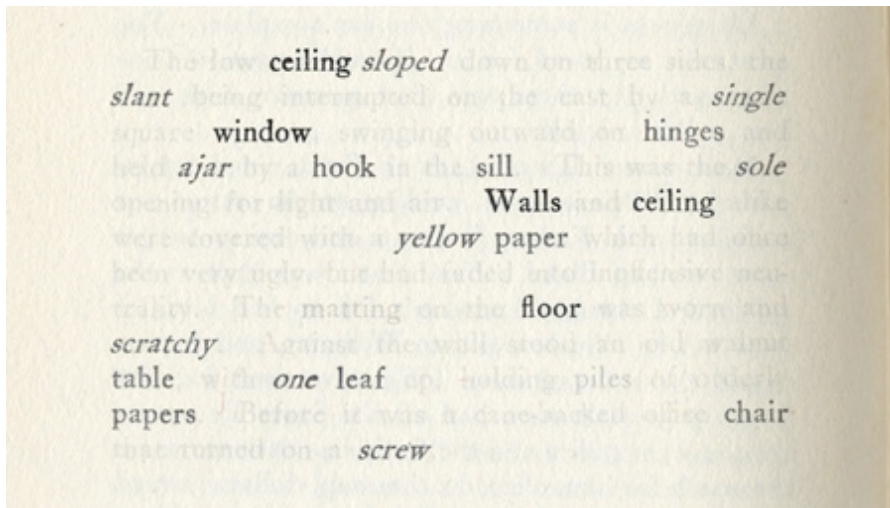 The low ceiling sloped down on three sides, the
slant being interrupted on the east by a single
square window swinging outward on hinges and
held ajar by a hook in the sill This was the sole
opening for light and air. Walls and ceiling alike
were covered with a yellow paper which had once
been very ugly, but had faded into inoffensive neu-
trality. The matting on the floor was worn and
scratchy Against the wall stood an old walnut
table with one leaf up, holding piles of orderly
papers Before it was a cane-backed office chair
that turned on a screw